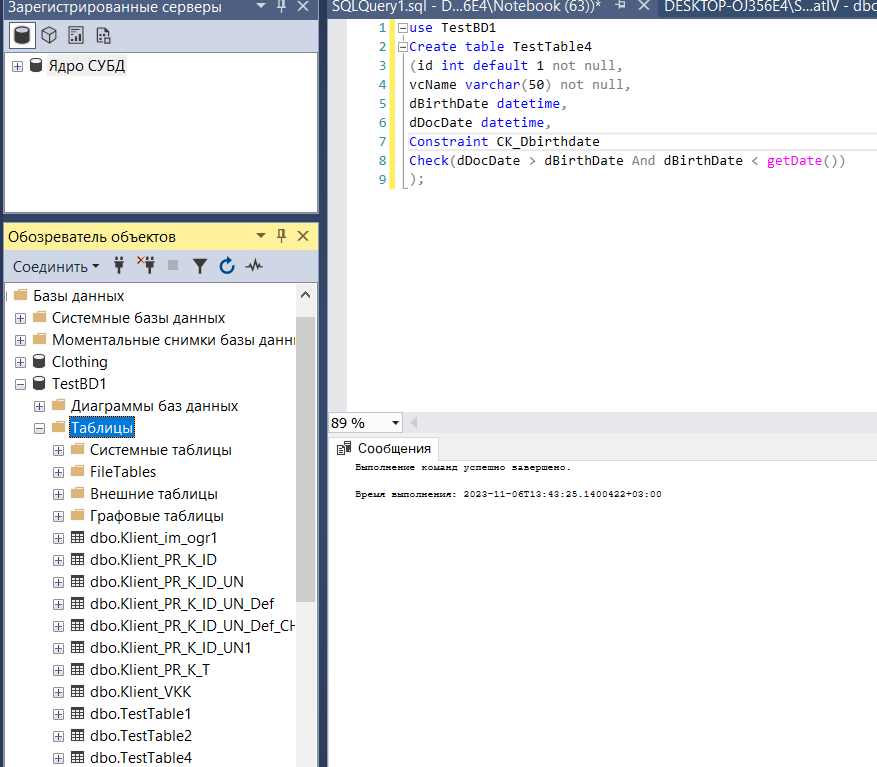 Зарегистрированные серверы
Ядро СУБД
Обозреватель объектов
Соединить
Базы данных
Системные базы данных
Моментальные снимки базы данн
Clothing
TestBD1
Диаграммы баз данных
Таблицы
Системные таблицы
FileTables
Внешние таблицы
Графовые таблицы
dbo.Klient_im_ogr1
dbo.Klient_PR_K_ID
dbo.Klient_PR_K_ID_UN
dbo.Klient_PR_K_ID_UN_Def
dbo.Klient_PR_K_ID_UN_Def_CH
dbo.Klient_PR_K_ID_UN1
dbo.Klient_PR_K_T
dbo.Klient_VKK
dbo.TestTable1
dbo.TestTable2
dbo.TestTable4
SQLQuery1.sql - D...6E4\Notebook (63))*
DESKTOP-OJ356E4\S...atIV - dbo
1 use TestBD1
2 Create table TestTable4
3 (id int default 1 not null,
4 vcName varchar(50) not null,
5 dBirthDate datetime,
6 dDocDate datetime,
7 Constraint CK_Dbirthdate
8 Check(dDocDate > dBirthDate And dBirthDate < getDate())
9 );
89 %
Сообщения
Выполнение команд успешно завершено.
Время выполнения: 2023-11-06T13:43:25.1400422+03:00